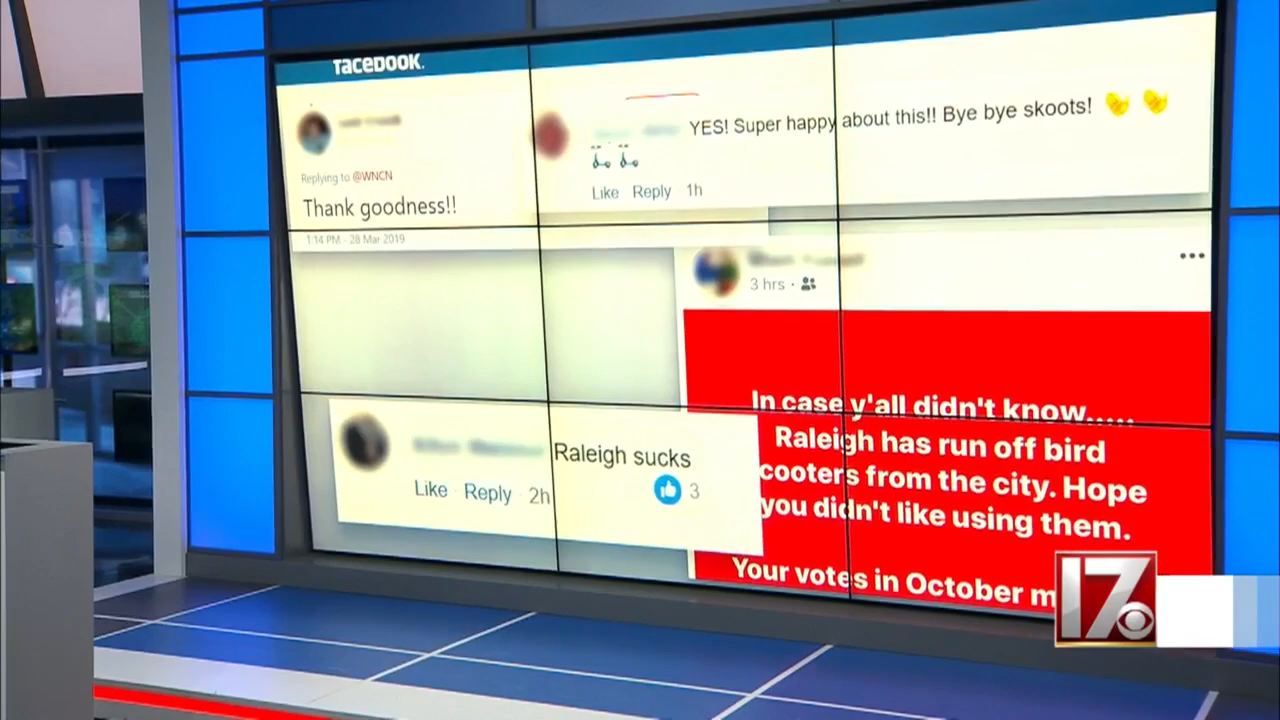 facebook.
Replying to @WNCN
Thank goodness!!
1:14 PM - 28 Mar 2019
YES! Super happy about this!! Bye bye skoots!
Like Reply 1h
3 hrs ·
In case y'all didn't know.....
Raleigh has run off bird
cooters from the city. Hope
you didn't like using them.
Your votes in October m
Raleigh sucks
Like Reply 2h
3
17